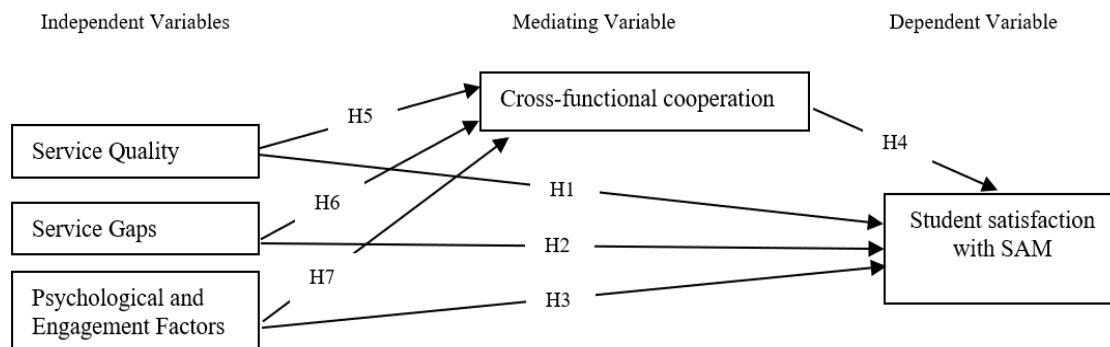 Independent Variables
Mediating Variable
Dependent Variable
Cross-functional cooperation
H5
Service Quality
H4
H1
H6
Service Gaps
Student satisfaction
with SAM
H2
H7
Psychological and
Engagement Factors
H3